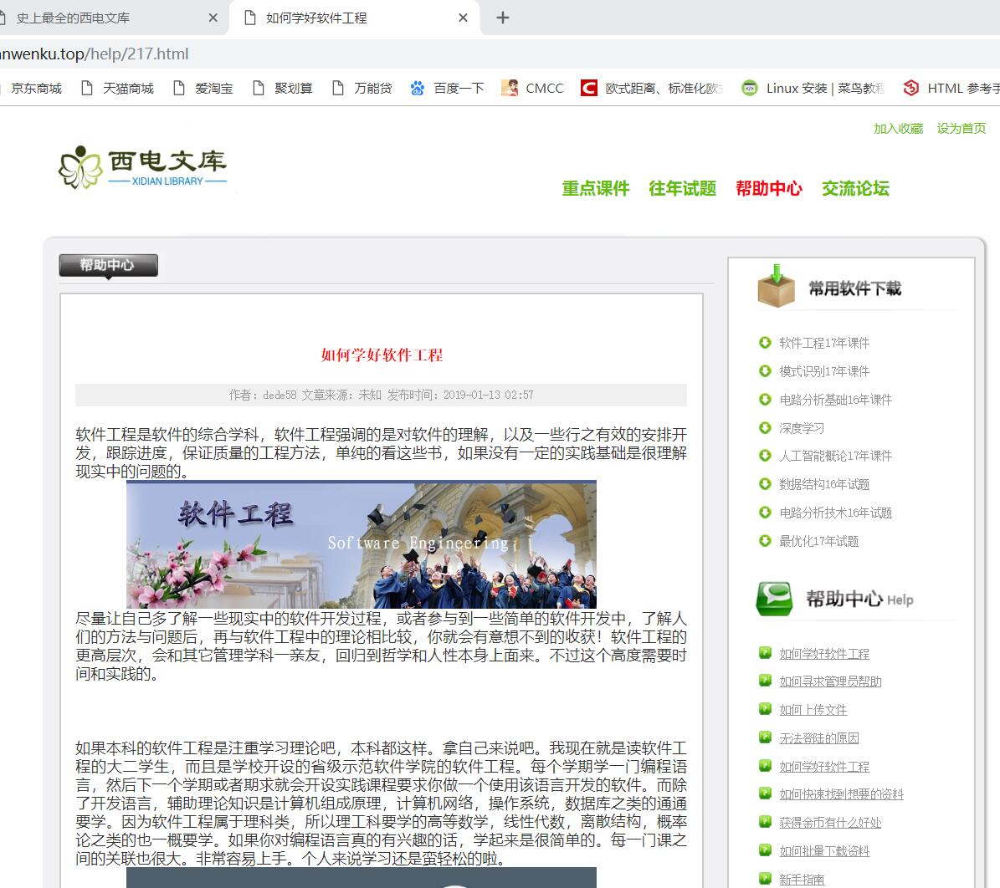 史上最全的西电文库
如何学好软件工程
nwenku.top/help/217.html
京东商城 天猫商城 爱淘宝 聚划算 万能贷 百度一下 CMCC 欧式距离、标准化欧 Linux 安装 | 菜鸟教程 HTML 参考手
加入收藏 设为首页
西电文库
XIDIAN LIBRARY
重点课件 往年试题 帮助中心 交流论坛
帮助中心
如何学好软件工程
作者：dede58 文章来源：未知 发布时间：2019-01-13 02:57
软件工程是软件的综合学科，软件工程强调的是对软件的理解，以及一些行之有效的安排开
发，跟踪进度，保证质量的工程方法，单纯的看这些书，如果没有一定的实践基础是很理解
现实中的问题的。
软件工程
Software Engineering
尽量让自己多了解一些现实中的软件开发过程，或者参与到一些简单的软件开发中，了解人
们的方法与问题后，再与软件工程中的理论相比较，你就会有意想不到的收获！软件工程的
更高层次，会和其它管理学科一亲友，回归到哲学和人性本身上面来。不过这个高度需要时
间和实践的。
如果本科的软件工程是注重学习理论吧，本科都这样。拿自己来说吧。我现在就是读软件工
程的大二学生，而且是学校开设的省级示范软件学院的软件工程。每个学期学一门编程语
言，然后下一个学期或者期求就会开设实践课程要求你做一个使用该语言开发的软件。而除
了开发语言，辅助理论知识是计算机组成原理，计算机网络，操作系统，数据库之类的通通
要学。因为软件工程属于理科类，所以理工科要学的高等数学，线性代数，离散结构，概率
论之类的也一概要学。如果你对编程语言真的有兴趣的话，学起来是很简单的。每一门课之
间的关联也很大。非常容易上手。个人来说学习还是蛮轻松的啦。
常用软件下载
软件工程17年课件
模式识别17年课件
电路分析基础16年课件
深度学习
人工智能概论17年课件
数据结构16年试题
电路分析技术16年试题
最优化17年试题
帮助中心 Help
如何学好软件工程
如何寻求管理员帮助
如何上传文件
无法登陆的原因
如何学好软件工程
如何快速找到想要的资料
获得金币有什么好处
如何批量下载资料
新手指南